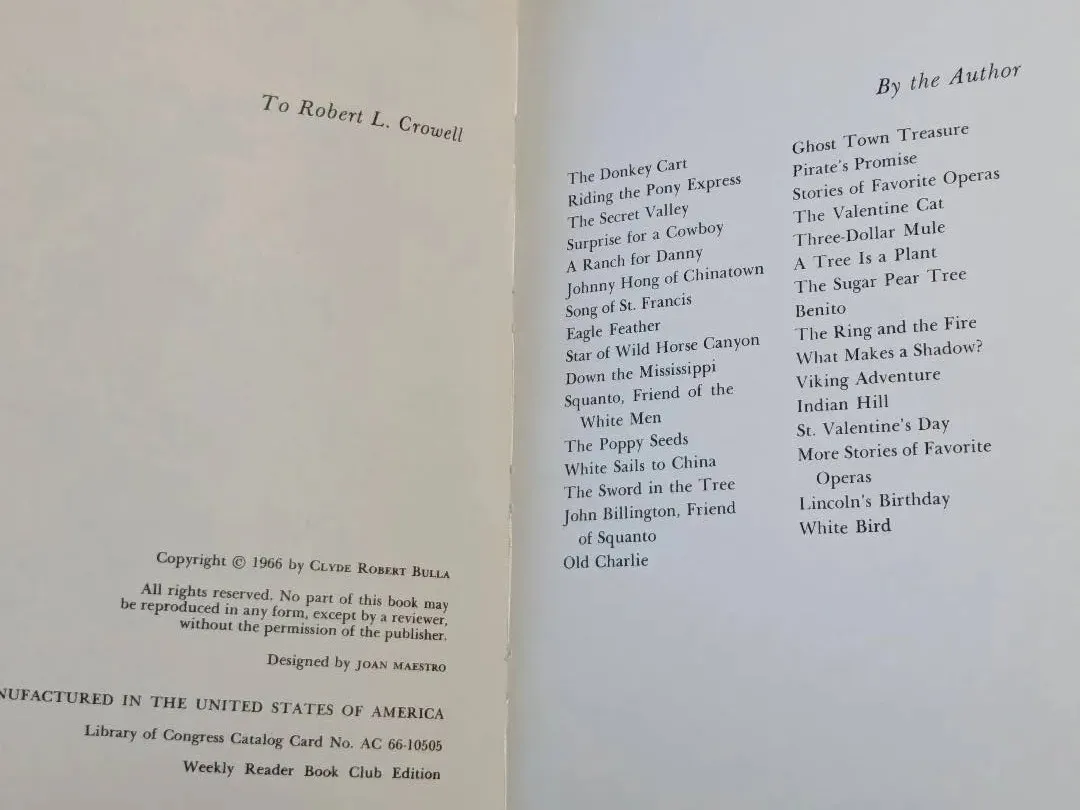 To Robert L. Crowell
Copyright © 1966 by CLYDE ROBERT BULLA
All rights reserved. No part of this book may
be reproduced in any form, except by a reviewer,
without the permission of the publisher.
Designed by JOAN MAESTRO
NUFACTURED IN THE UNITED STATES OF AMERICA
Library of Congress Catalog Card No. AC 66-10505
Weekly Reader Book Club Edition
By the Author
The Donkey Cart
Riding the Pony Express
The Secret Valley
Surprise for a Cowboy
A Ranch for Danny
Johnny Hong of Chinatown
Song of St. Francis
Eagle Feather
Star of Wild Horse Canyon
Down the Mississippi
Squanto, Friend of the
White Men
The Poppy Seeds
White Sails to China
The Sword in the Tree
John Billington, Friend
of Squanto
Old Charlie
Ghost Town Treasure
Pirate's Promise
Stories of Favorite Operas
The Valentine Cat
Three-Dollar Mule
A Tree Is a Plant
The Sugar Pear Tree
Benito
The Ring and the Fire
What Makes a Shadow?
Viking Adventure
Indian Hill
St. Valentine's Day
More Stories of Favorite
Operas
Lincoln's Birthday
White Bird